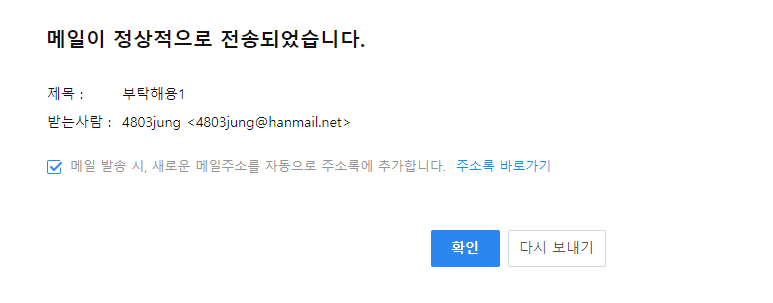 메일이 정상적으로 전송되었습니다.
제목 : 부탁해용1
받는사람 : 4803jung <4803jung@hanmail.net>
메일 발송 시, 새로운 메일주소를 자동으로 주소록에 추가합니다. 주소록 바로가기
확인 다시 보내기